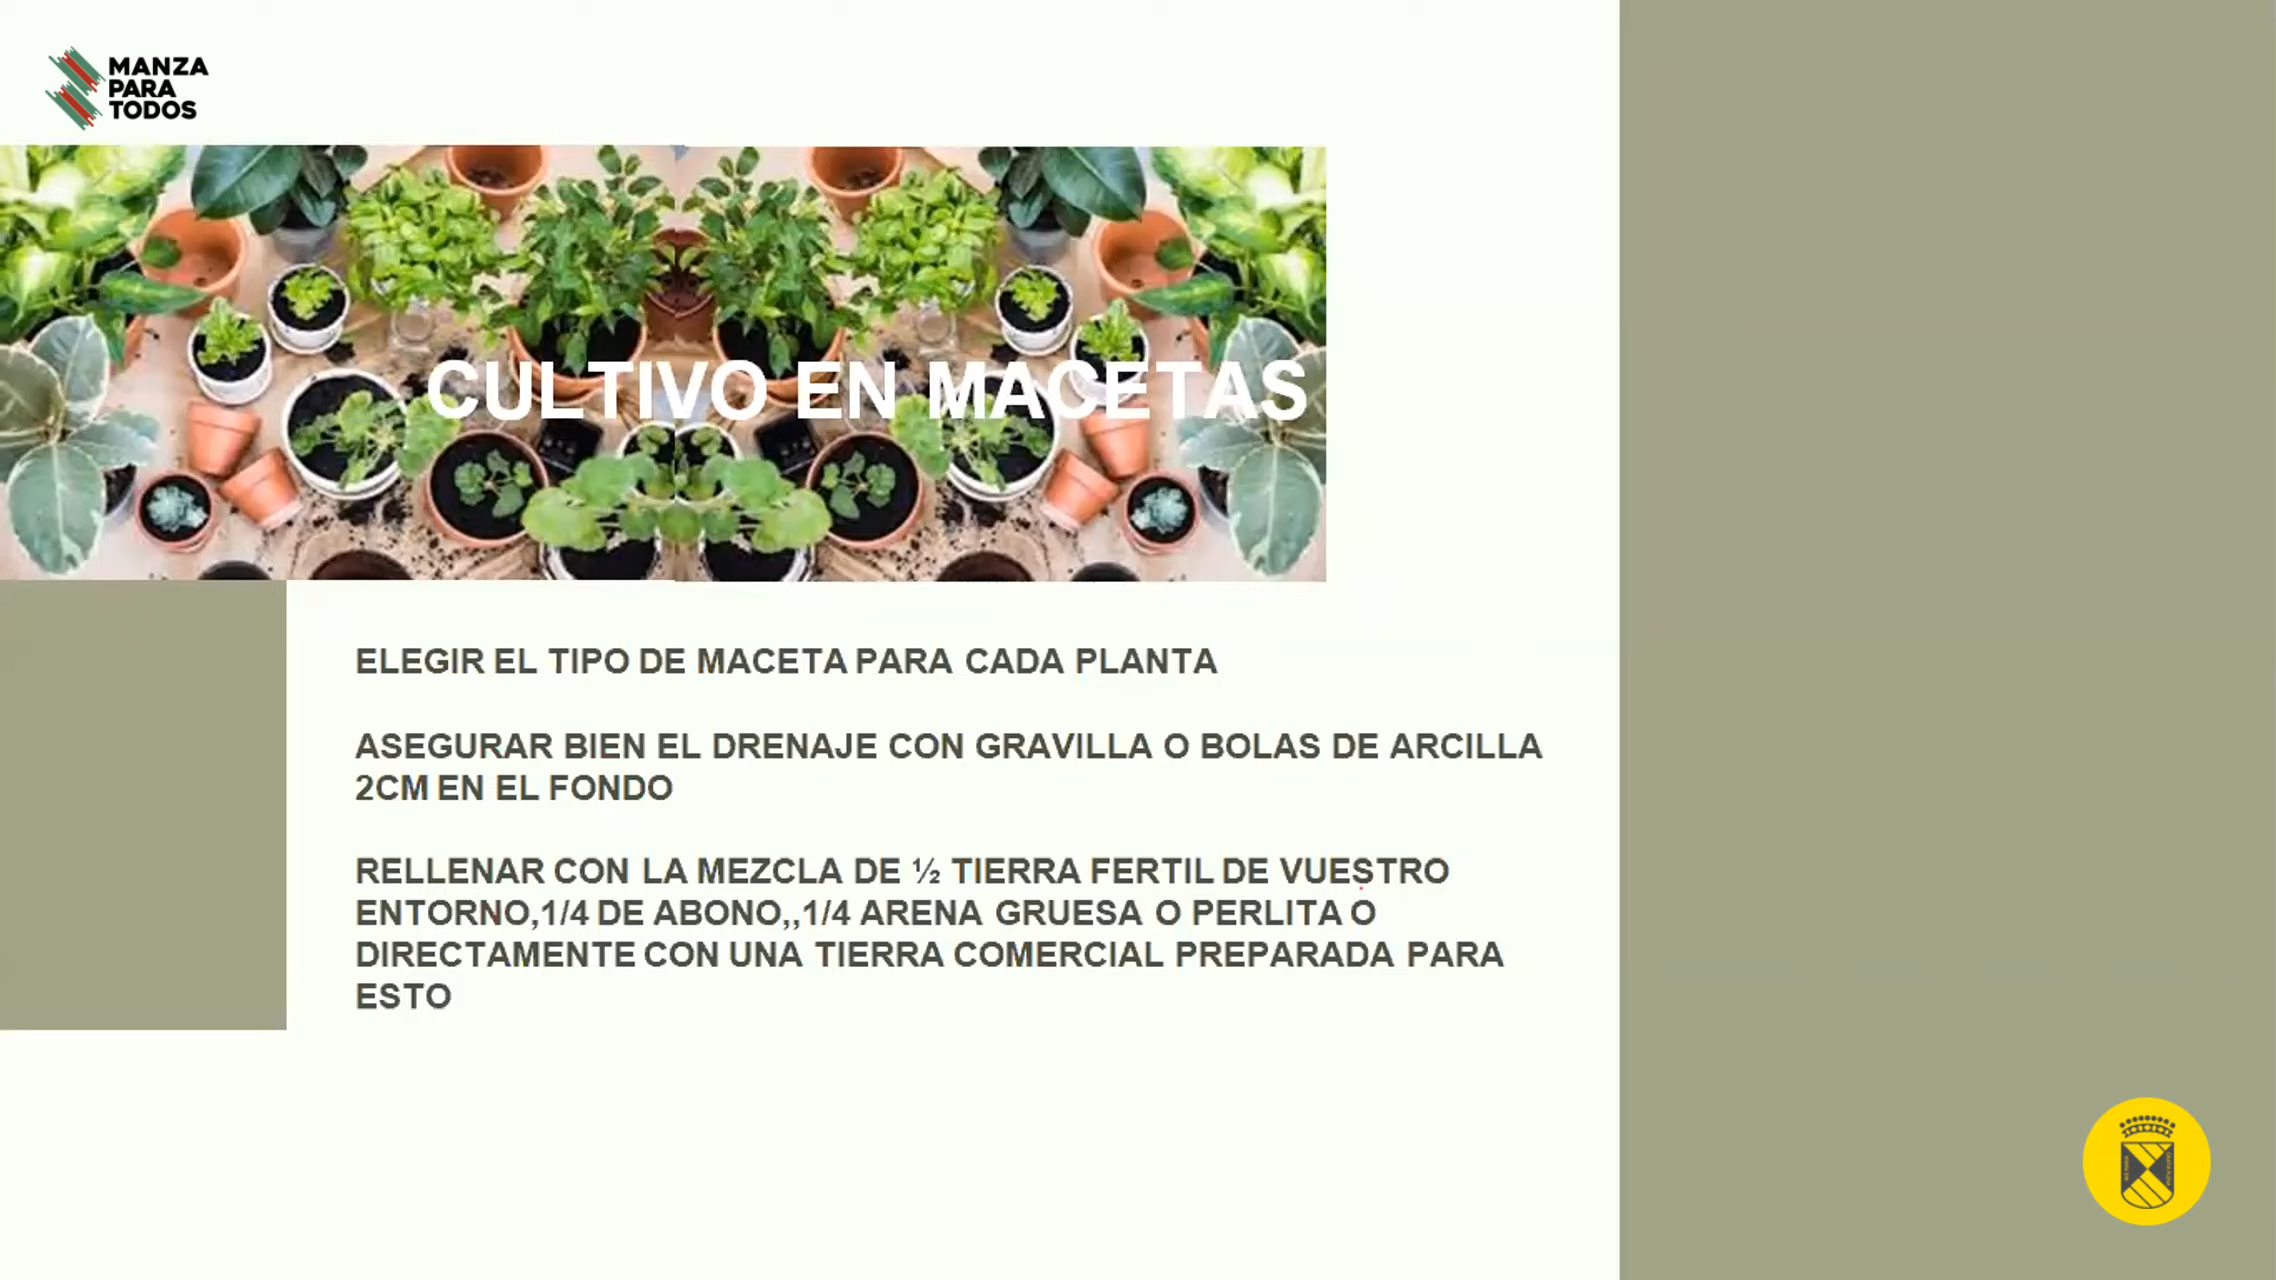 MANZA
PARA
TODOS
CULTIVO EN MACETAS
ELEGIR EL TIPO DE MACETA PARA CADA PLANTA
ASEGURAR BIEN EL DRENAJE CON GRAVILLA O BOLAS DE ARCILLA
2CM EN EL FONDO
RELLENAR CON LA MEZCLA DE ½ TIERRA FERTIL DE VUESTRO
ENTORNO,1/4 DE ABONO,,1/4 ARENA GRUESA O PERLITA O
DIRECTAMENTE CON UNA TIERRA COMERCIAL PREPARADA PARA
ESTO